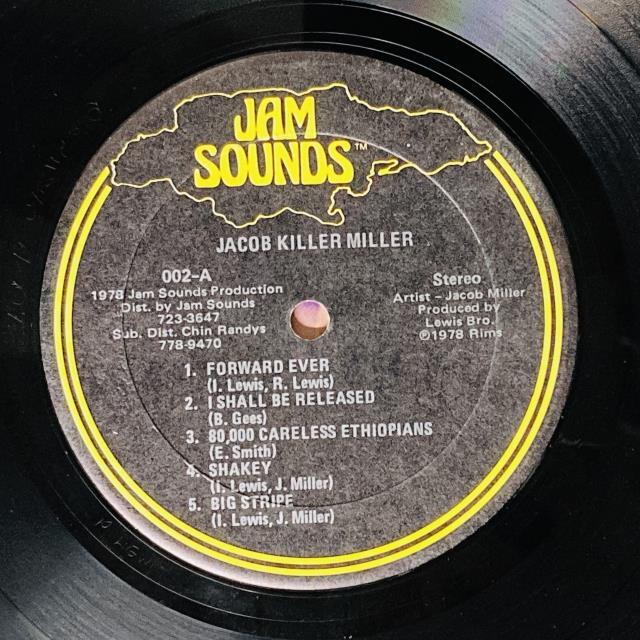 JAM
SOUNDS™
JACOB KILLER MILLER
002-A
1978 Jam Sounds Production
Dist. by Jam Sounds
723-3647
Sub. Dist. Chin Randys
778-9470
Stereo
Artist – Jacob Miller
Produced by
Lewis Bro.
℗1978 Rims
1. FORWARD EVER
(I. Lewis, R. Lewis)
2. I SHALL BE RELEASED
(B. Gees)
3. 80,000 CARELESS ETHIOPIANS
(E. Smith)
4. SHAKEY
(I. Lewis, J. Miller)
5. BIG STRIPE
(I. Lewis, J. Miller)